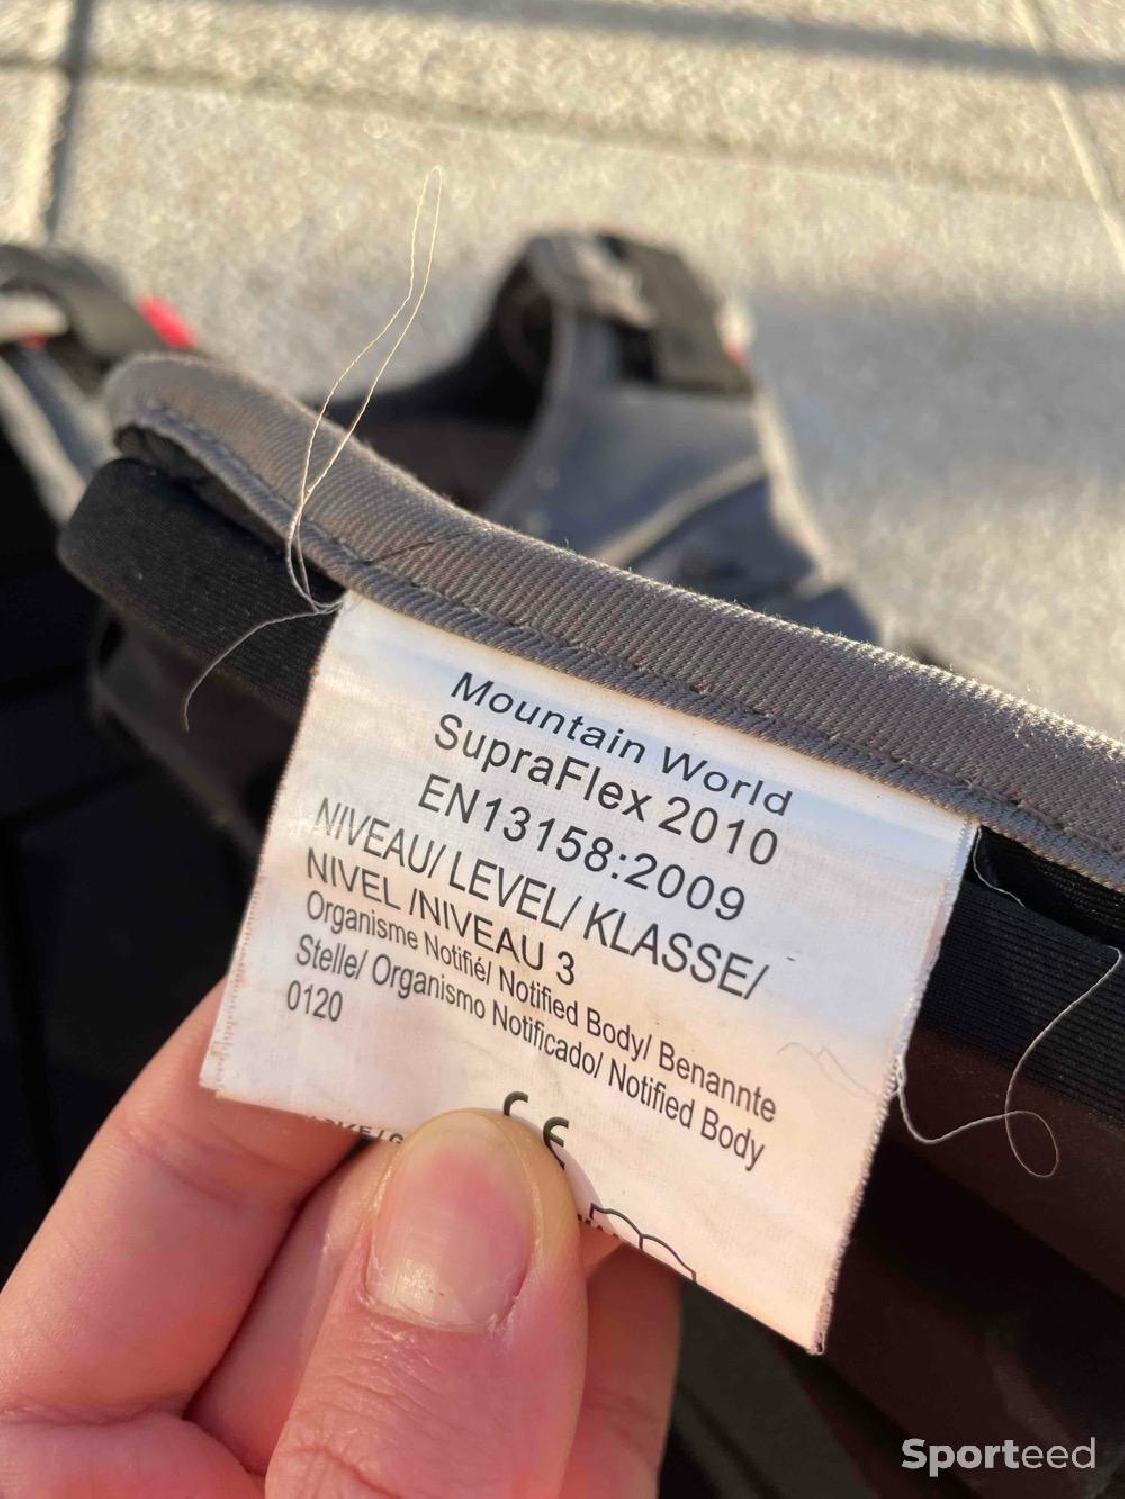 Mountain World
SupraFlex 2010
EN13158:2009
NIVEAU/ LEVEL/ KLASSE/
NIVEL /NIVEAU 3
Organisme Notifié/ Notified Body/ Benannte
Stelle/ Organismo Notificado/ Notified Body
0120
CE
Sporteed